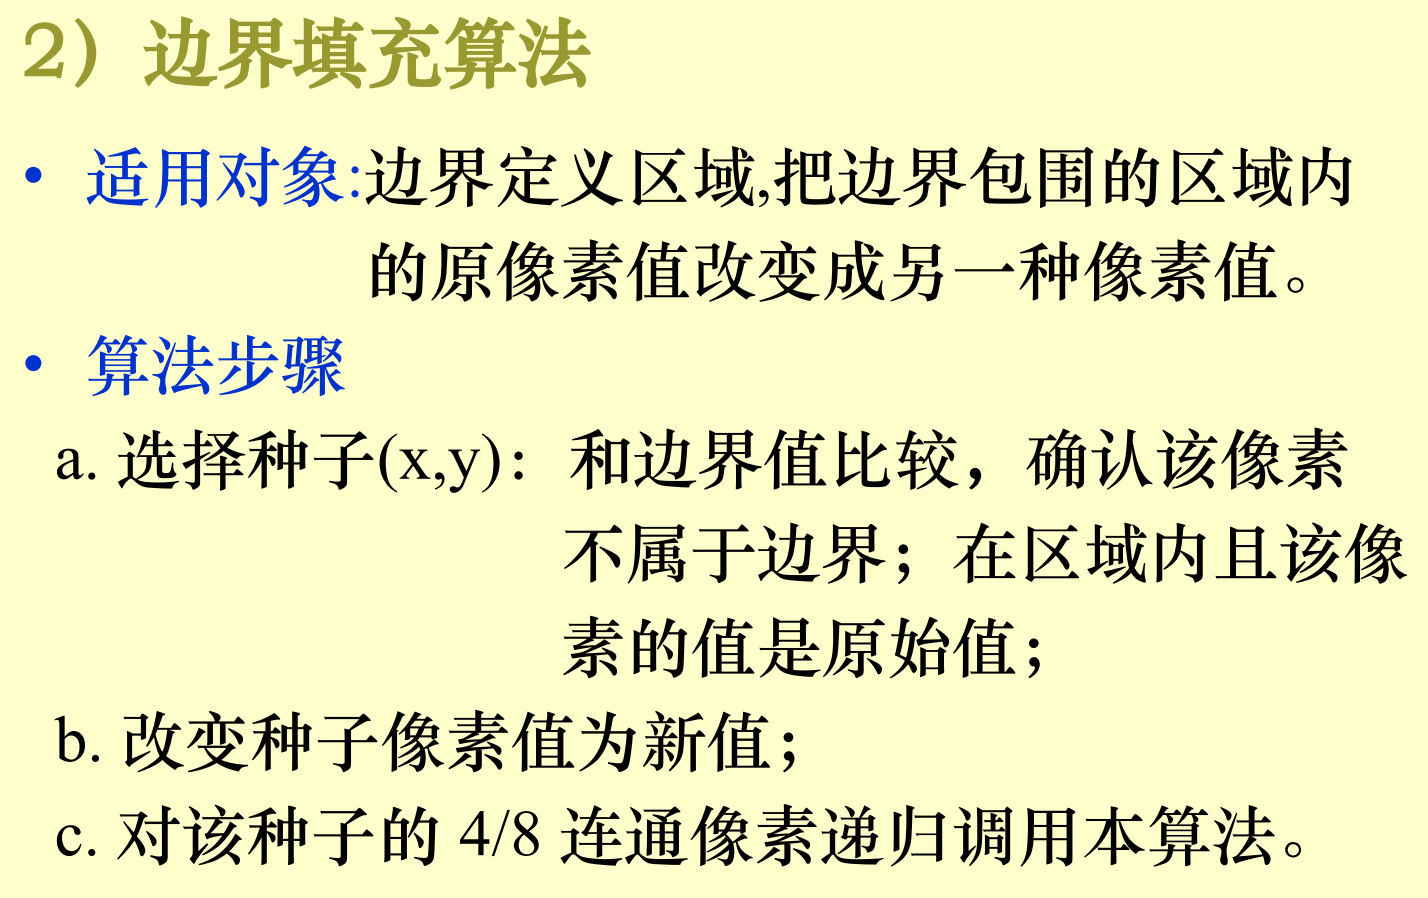 2）边界填充算法
• 适用对象:边界定义区域,把边界包围的区域内
的原像素值改变成另一种像素值。
• 算法步骤
a. 选择种子(x,y)：和边界值比较，确认该像素
不属于边界；在区域内且该像
素的值是原始值；
b. 改变种子像素值为新值；
c. 对该种子的 4/8 连通像素递归调用本算法。